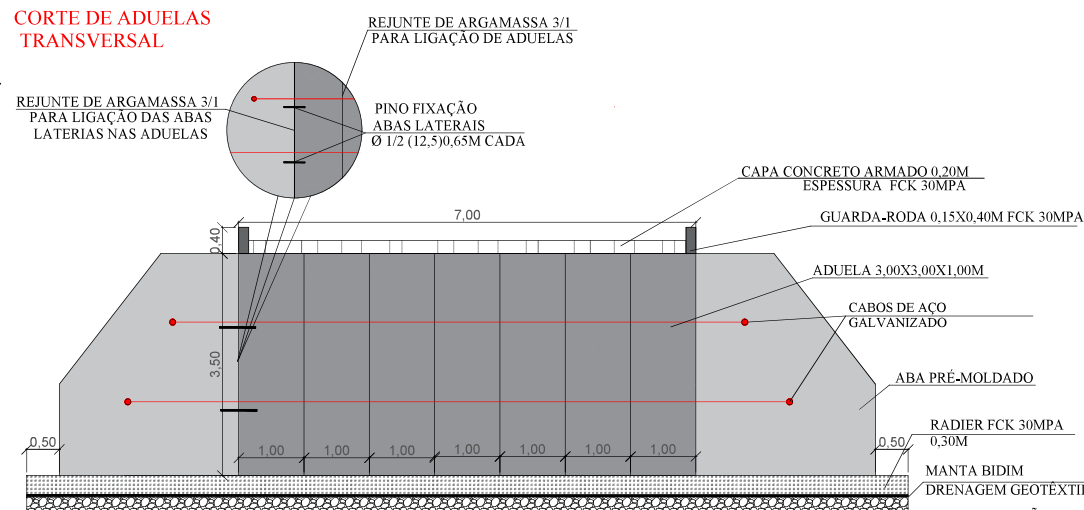 CORTE DE ADUELAS
TRANSVERSAL
REJUNTE DE ARGAMASSA 3/1
PARA LIGAÇÃO DE ADUELAS
REJUNTE DE ARGAMASSA 3/1
PARA LIGAÇÃO DAS ABAS
LATERIAS NAS ADUELAS
PINO FIXAÇÃO
ABAS LATERAIS
Ø 1/2 (12,5)0,65M CADA
CAPA CONCRETO ARMADO 0,20M
ESPESSURA FCK 30MPA
7,00
GUARDA-RODA 0,15X0,40M FCK 30MPA
0,40
ADUELA 3,00X3,00X1,00M
CABOS DE AÇO
GALVANIZADO
3,50
ABA PRÉ-MOLDADO
RADIER FCK 30MPA
0,30M
0,50
1,00
1,00
1,00
1,00
1,00
1,00
1,00
0,50
MANTA BIDIM
DRENAGEM GEOTÊXTIL